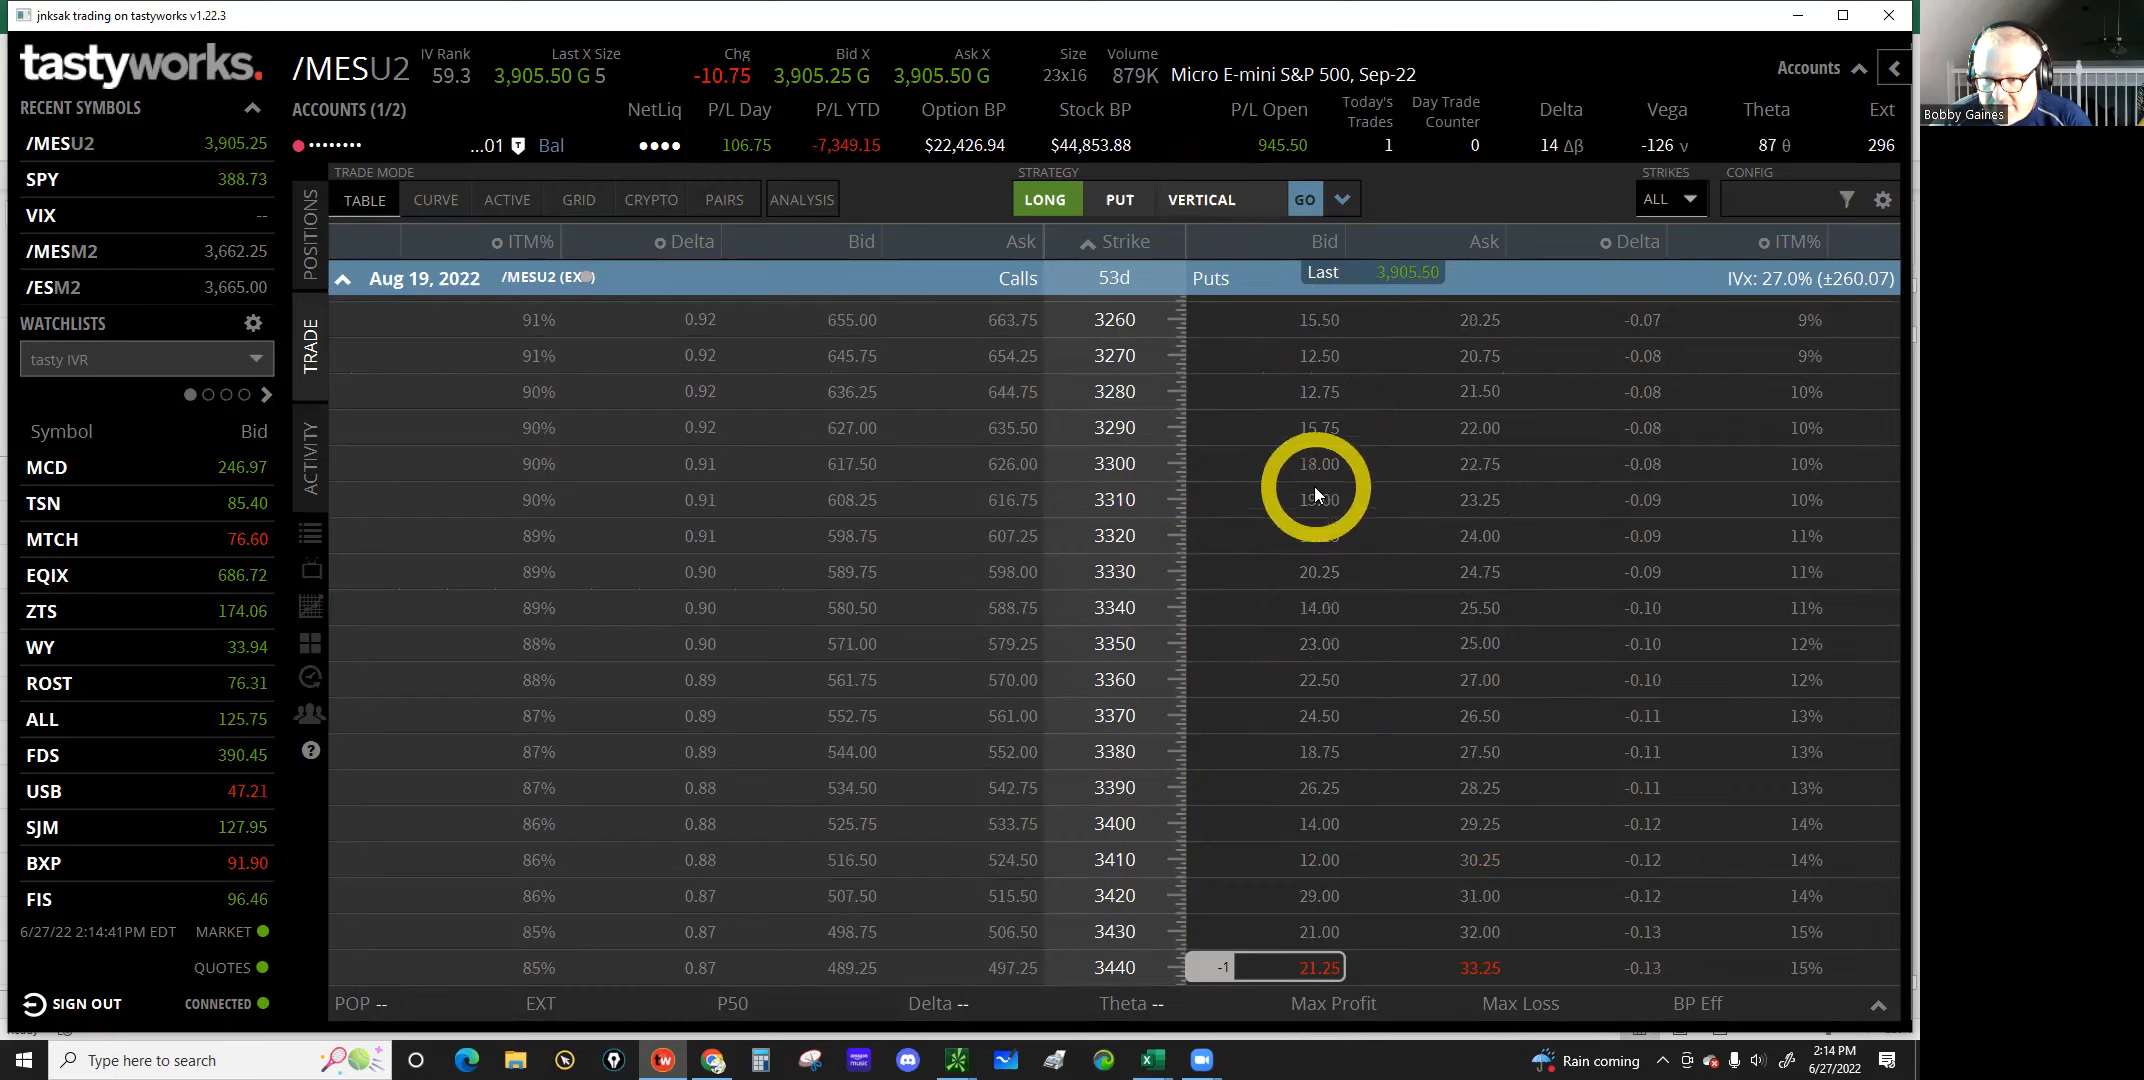 jnksak trading on tastyworks v1.22.3
tastyworks.
/MESU2
IV Rank
59.3
Last X Size
3,905.50 G 5
Chg
-10.75
Bid X
3,905.25 G
Ask X
3,905.50 G
Size
23x16
Volume
879K
Micro E-mini S&P 500, Sep-22
Accounts
Bobby Gaines
ACCOUNTS (1/2) NetLiq P/L Day P/L YTD Option BP Stock BP P/L Open Today's Trades Day Trade Counter Delta Vega Theta Ext
•••••••• ...01 Bal •••• 106.75 -7,349.15 $22,426.94 $44,853.88 945.50 1 0 14 Δβ -126 ν 87 θ 296
RECENT SYMBOLS
/MESU2 3,905.25
SPY 388.73
VIX --
/MESM2 3,662.25
/ESM2 3,665.00
WATCHLISTS
tasty IVR
Symbol Bid
MCD 246.97
TSN 85.40
MTCH 76.60
EQIX 686.72
ZTS 174.06
WY 33.94
ROST 76.31
ALL 125.75
FDS 390.45
USB 47.21
SJM 127.95
BXP 91.90
FIS 96.46
6/27/22 2:14:41PM EDT MARKET
QUOTES
SIGN OUT CONNECTED
POSITIONS
TRADE
ACTIVITY
TRADE MODE
TABLE CURVE ACTIVE GRID CRYPTO PAIRS ANALYSIS
STRATEGY
LONG PUT VERTICAL GO
STRIKES
ALL
CONFIG
ITM% Delta Bid Ask Strike Bid Ask Delta ITM%
Aug 19, 2022 /MESU2 Calls 53d Puts Last 3,905.50 IVx: 27.0% (±260.07)
91% 0.92 655.00 663.75 3260 15.50 20.25 -0.07 9%
91% 0.92 645.75 654.25 3270 12.50 20.75 -0.08 9%
90% 0.92 636.25 644.75 3280 12.75 21.50 -0.08 10%
90% 0.92 627.00 635.50 3290 15.75 22.00 -0.08 10%
90% 0.91 617.50 626.00 3300 18.00 22.75 -0.08 10%
90% 0.91 608.25 616.75 3310 23.25 -0.09 10%
89% 0.91 598.75 607.25 3320 24.00 -0.09 11%
89% 0.90 589.75 598.00 3330 20.25 24.75 -0.09 11%
89% 0.90 580.50 588.75 3340 14.00 25.50 -0.10 11%
88% 0.90 571.00 579.25 3350 23.00 25.00 -0.10 12%
88% 0.89 561.75 570.00 3360 22.50 27.00 -0.10 12%
87% 0.89 552.75 561.00 3370 24.50 26.50 -0.11 13%
87% 0.89 544.00 552.00 3380 18.75 27.50 -0.11 13%
87% 0.88 534.50 542.75 3390 26.25 28.25 -0.11 13%
86% 0.88 525.75 533.75 3400 14.00 29.25 -0.12 14%
86% 0.88 516.50 524.50 3410 12.00 30.25 -0.12 14%
86% 0.87 507.50 515.50 3420 29.00 31.00 -0.12 14%
85% 0.87 498.75 506.50 3430 21.00 32.00 -0.13 15%
85% 0.87 489.25 497.25 3440 -1 21.25 33.25 -0.13 15%
POP -- EXT P50 Delta -- Theta -- Max Profit Max Loss BP Eff
Type here to search
Rain coming
2:14 PM
6/27/2022